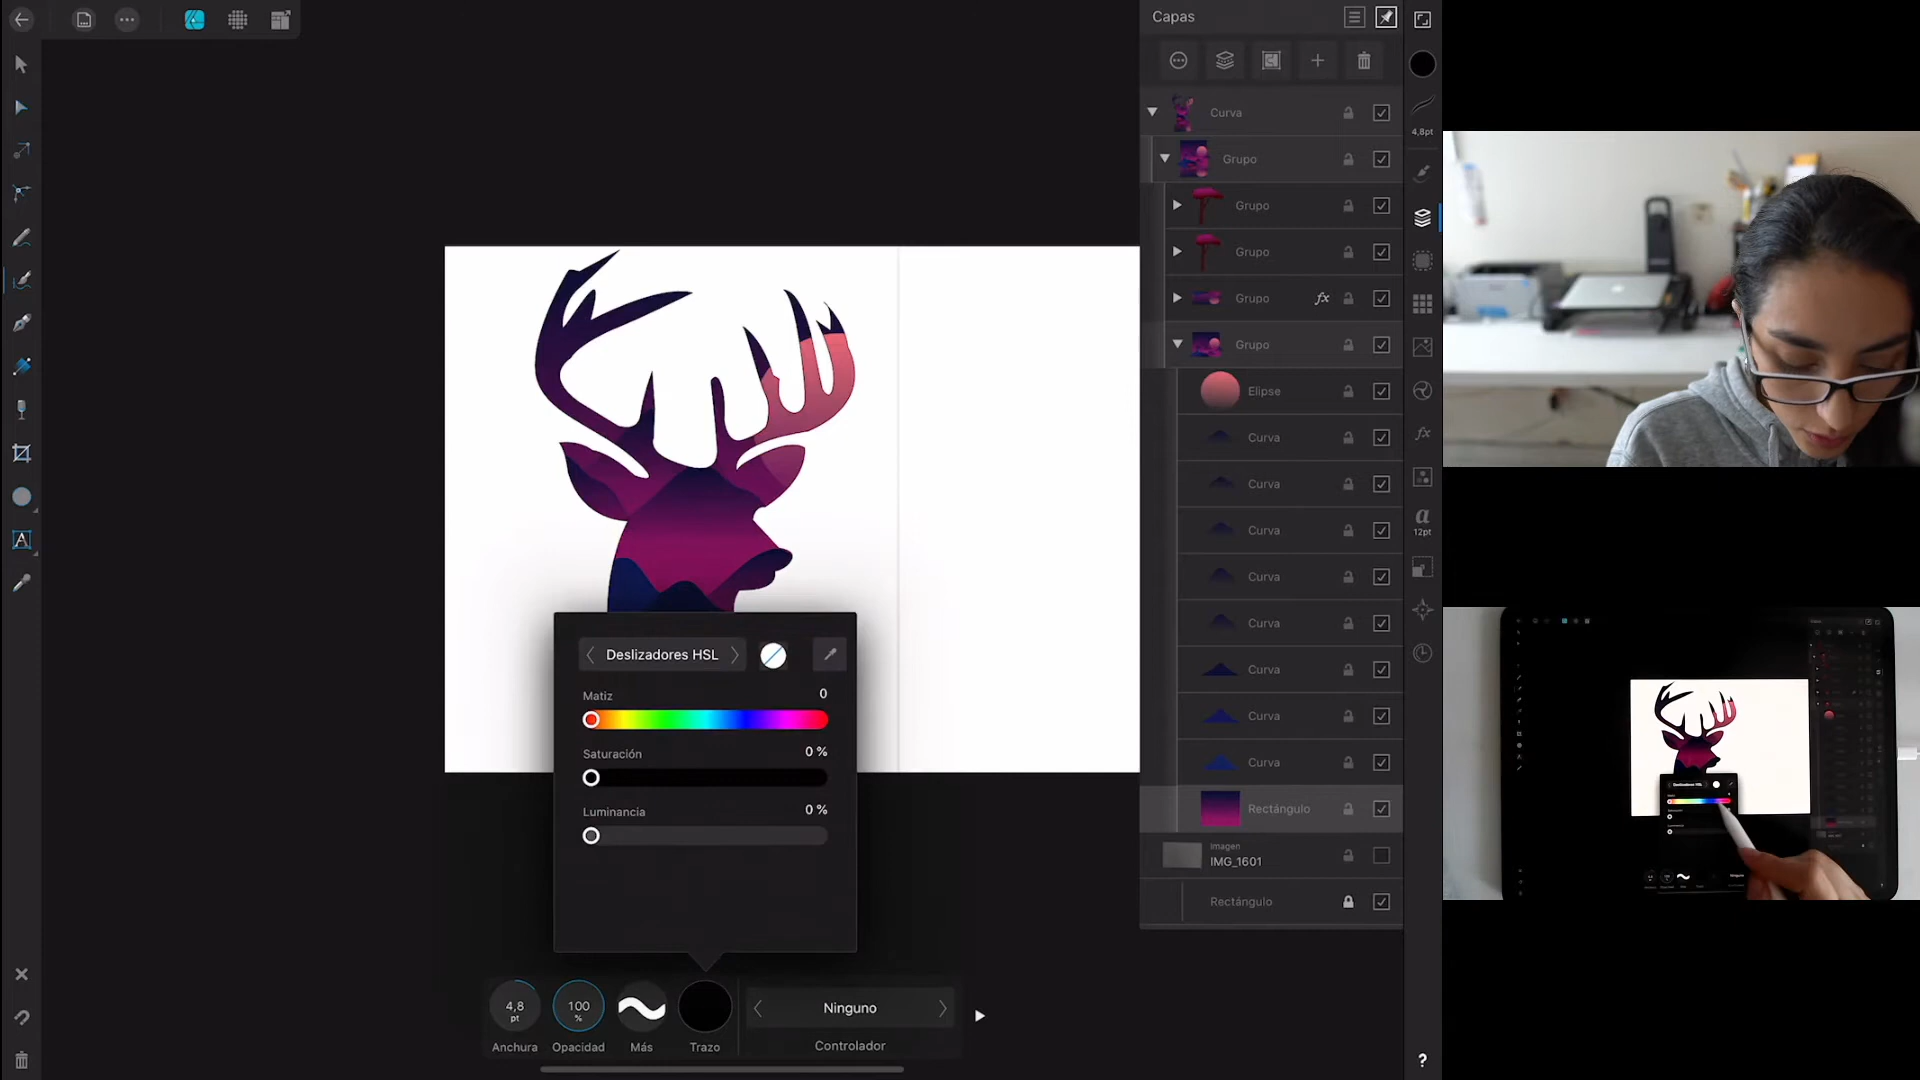 Capas
Curva
4,8pt
Grupo
Grupo
Grupo
Grupo
fx
Grupo
Elipse
Curva
fx
Curva
Curva
a
12pt
Curva
Curva
Curva
Curva
Curva
Rectángulo
Imagen
IMG_1601
Rectángulo
A
Deslizadores HSL
Matiz
0
Saturación
0 %
Luminancia
0 %
4,8
pt
100
%
Ninguno
Anchura
Opacidad
Más
Trazo
Controlador
?